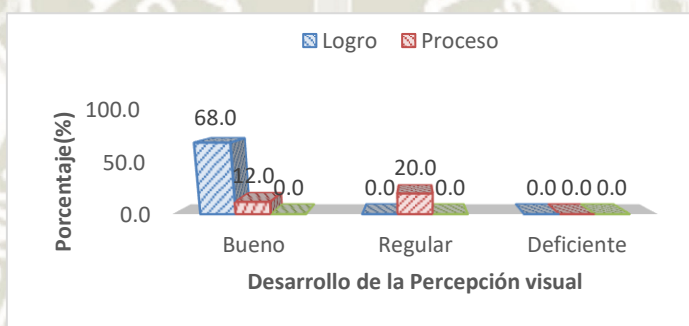 Logro Proceso
100.0
50.0
0.0
Porcentaje(%)
68.0 12.0 0.0
0.0 20.0 0.0
0.0 0.0 0.0
Bueno Regular Deficiente
Desarrollo de la Percepción visual